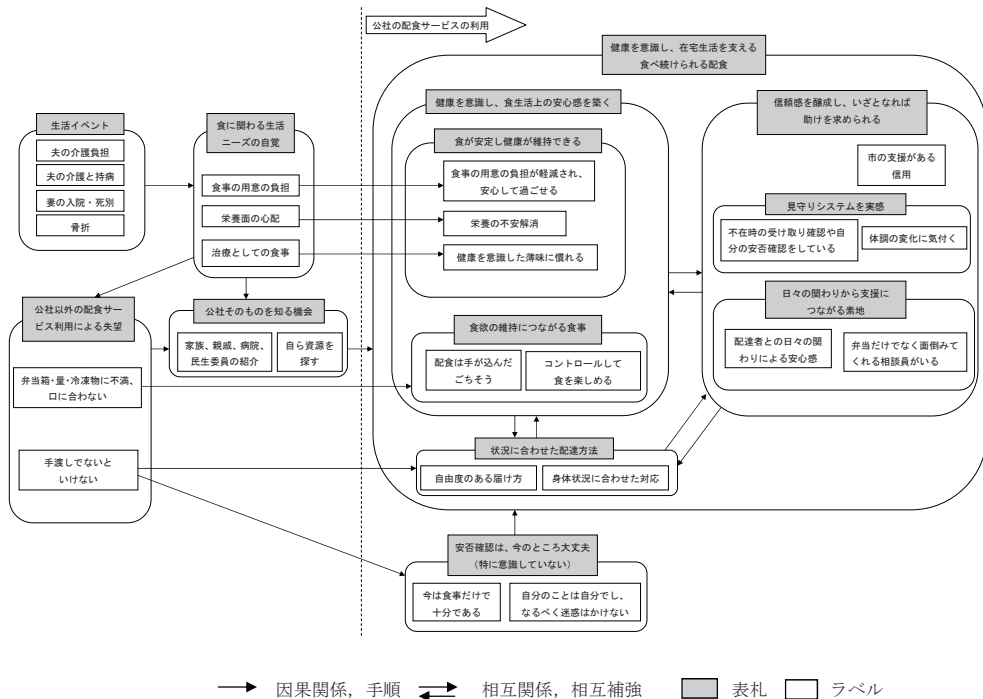 公社の配食サービスの利用
健康を意識し、在宅生活を支える
食べ続けられる配食
生活イベント
夫の介護負担
夫の介護と持病
妻の入院・死別
骨折
食に関わる生活
ニーズの自覚
食事の用意の負担
栄養面の心配
治療としての食事
公社以外の配食サー
ビス利用による失望
弁当箱・量・冷凍物に不満、
口に合わない
手渡しでないと
いけない
公社そのものを知る機会
家族、親戚、病院、
民生委員の紹介
自ら資源を
探す
健康を意識し、食生活上の安心感を築く
食が安定し健康が維持できる
食事の用意の負担が軽減され、
安心して過ごせる
栄養の不安解消
健康を意識した薄味に慣れる
食欲の維持につながる食事
配食は手が込んだ
ごちそう
コントロールして
食を楽しめる
信頼感を醸成し、いざとなれば
助けを求められる
市の支援がある
信用
見守りシステムを実感
不在時の受け取り確認や自
分の安否確認をしている
体調の変化に気付く
日々の関わりから支援に
つながる素地
配達者との日々の関
わりによる安心感
弁当だけでなく面倒みて
くれる相談員がいる
状況に合わせた配達方法
自由度のある届け方
身体状況に合わせた対応
安否確認は、今のところ大丈夫
（特に意識していない）
今は食事だけで
十分である
自分のことは自分でし、
なるべく迷惑はかけない
因果関係，手順
相互関係，相互補強
表札
ラベル